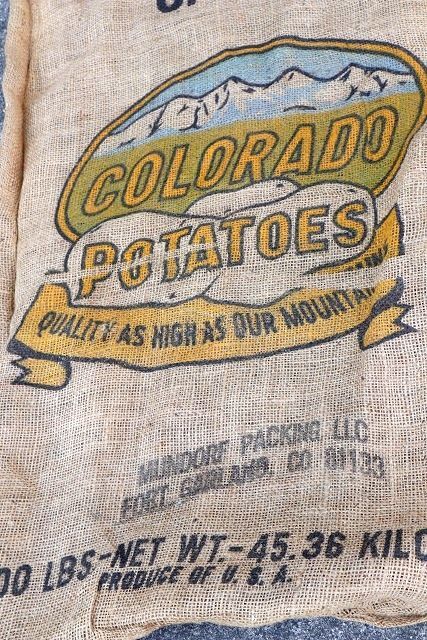 COLORADO
POTATOES
QUALITY AS HIGH AS OUR MOUNTAI
MUNDORF PACKING LLC
FORT GARLAND, CO 81133
00 LBS-NET WT.-45.36 KILO
PRODUCE OF U.S.A.